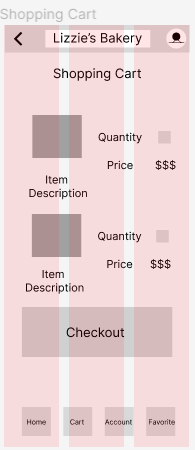 Shopping Cart
Lizzie's Bakery
Shopping Cart
Quantity
Price $$$
Item
Description
Quantity
Price $$$
Item
Description
Checkout
Home Cart Account Favorite